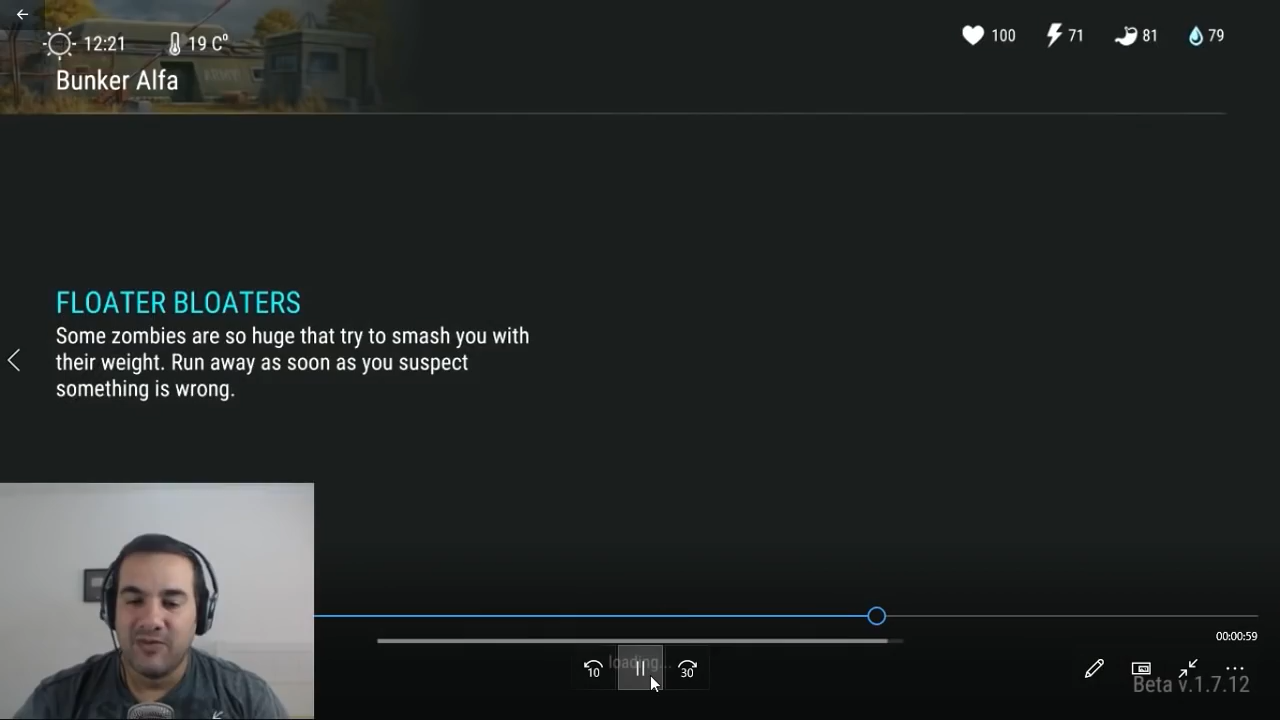 12:21 19 C°
100 71 81 79
Bunker Alfa
FLOATER BLOATERS
Some zombies are so huge that try to smash you with
their weight. Run away as soon as you suspect
something is wrong.
00:00:59
loading...
10 30
Beta v.1.7.12